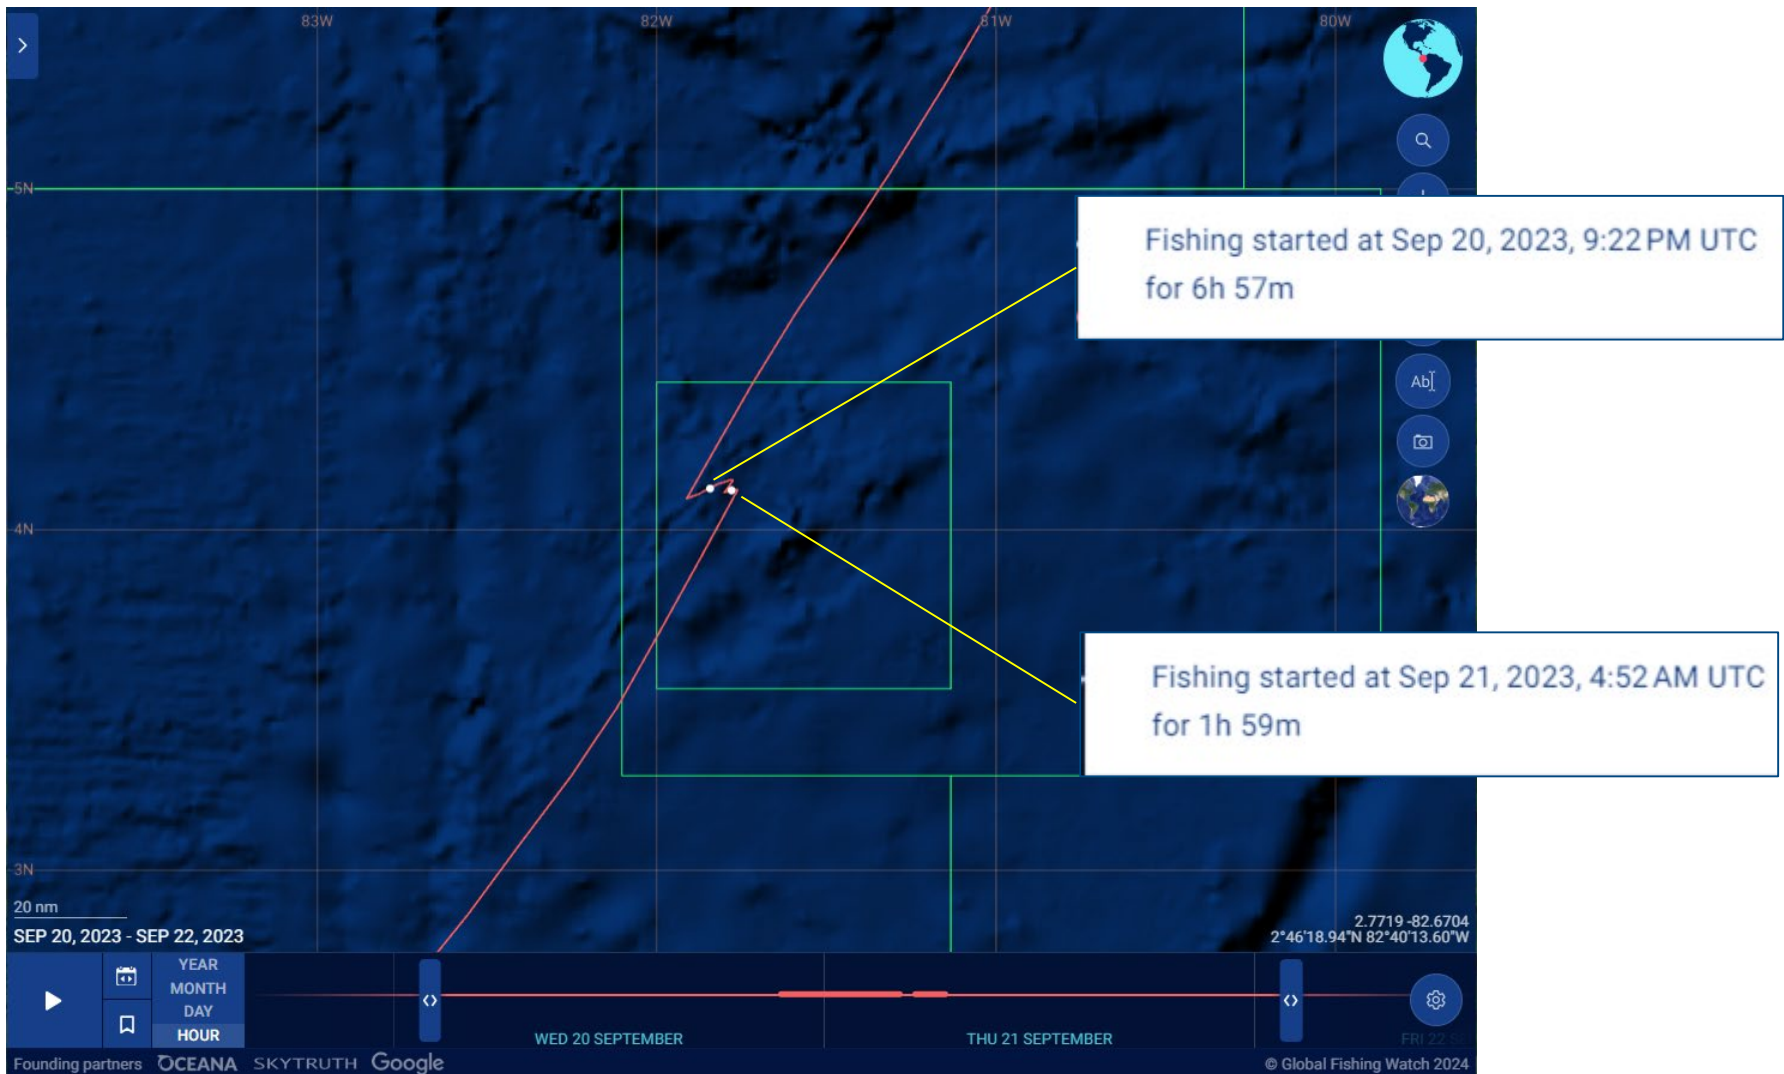 83W
82W
81W
80W
5N
Fishing started at Sep 20, 2023, 9:22 PM UTC
for 6h 57m
Ab
4N
Fishing started at Sep 21, 2023, 4:52 AM UTC
for 1h 59m
3N
20 nm
SEP 20, 2023 - SEP 22, 2023
2.7719 -82.6704
2°46'18.94"N 82°40'13.60"W
YEAR
MONTH
DAY
HOUR
WED 20 SEPTEMBER
THU 21 SEPTEMBER
FRI 22 SE
Founding partners OCEANA SKYTRUTH Google
© Global Fishing Watch 2024